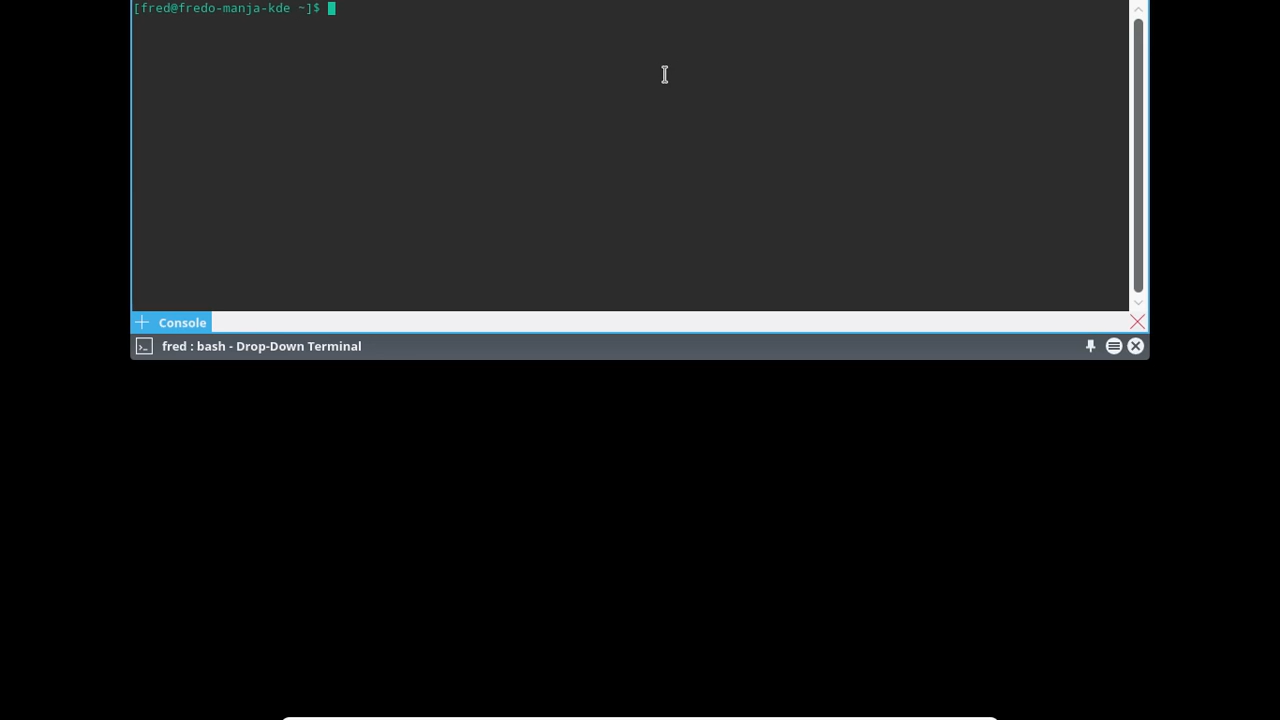 [fred@fredo-manja-kde ~]$
Console
fred : bash - Drop-Down Terminal